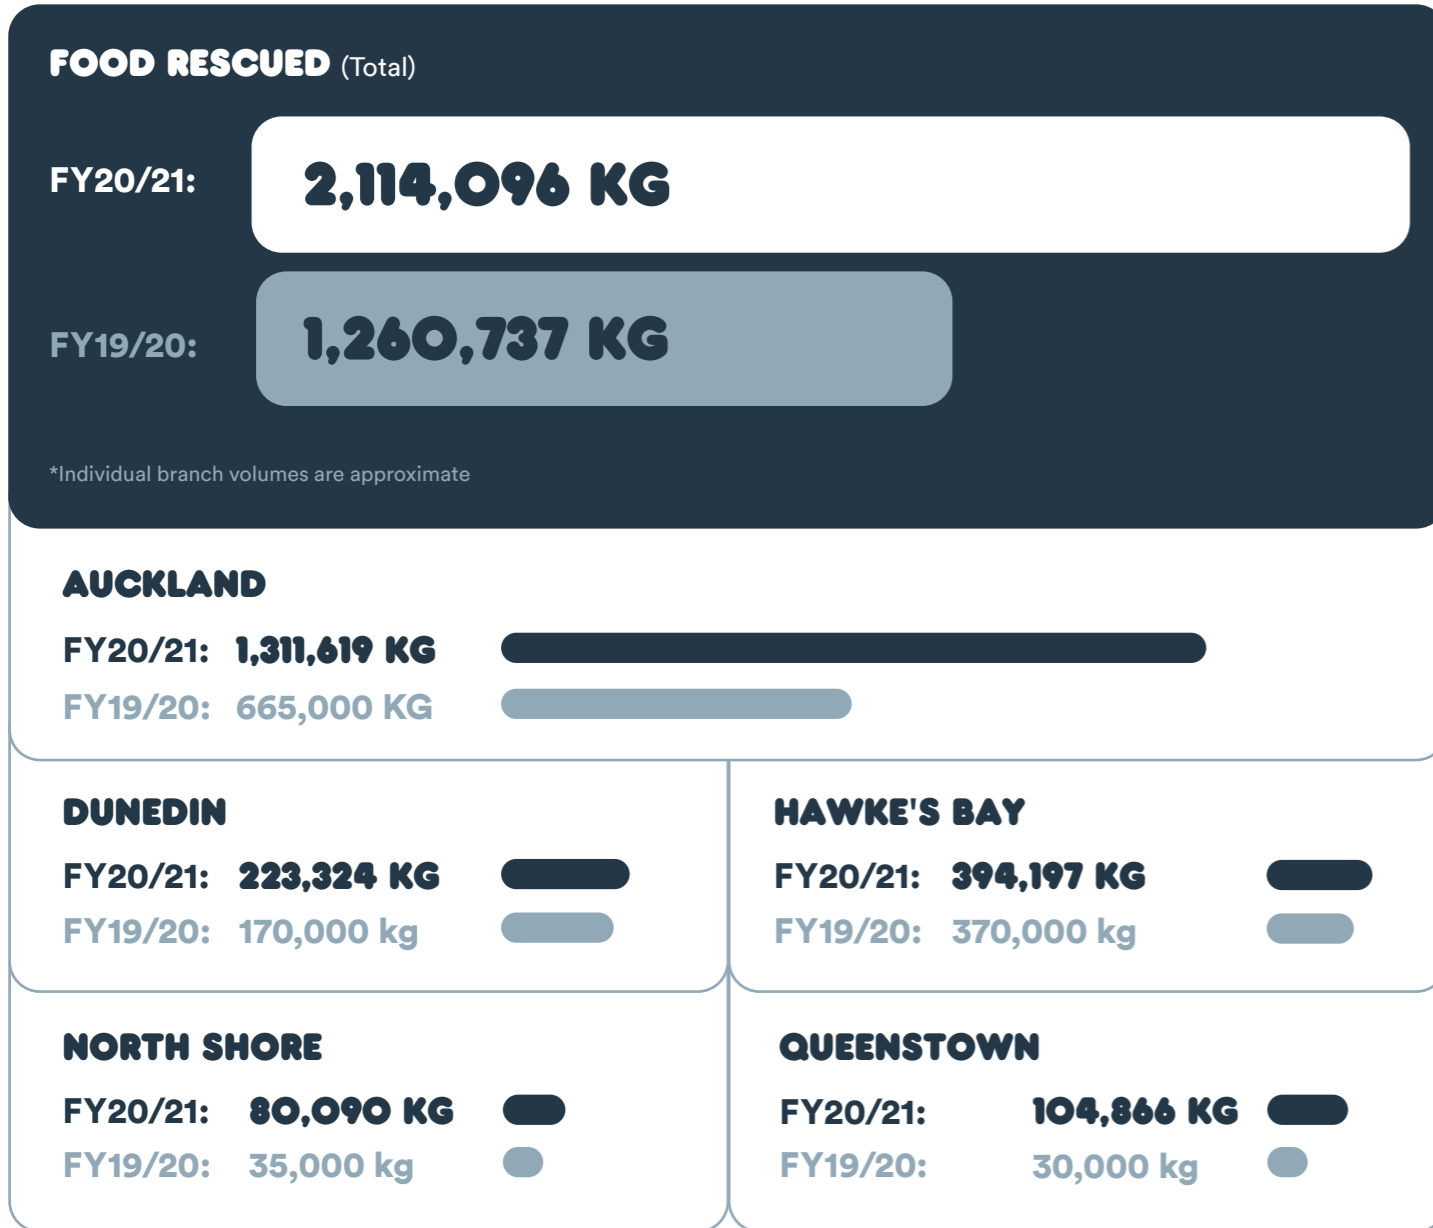 FOOD RESCUED (Total)
FY20/21: 2,114,096 KG
FY19/20: 1,260,737 KG
*Individual branch volumes are approximate
AUCKLAND
FY20/21: 1,311,619 KG
FY19/20: 665,000 KG
DUNEDIN
FY20/21: 223,324 KG
FY19/20: 170,000 kg
HAWKE'S BAY
FY20/21: 394,197 KG
FY19/20: 370,000 kg
NORTH SHORE
FY20/21: 80,090 KG
FY19/20: 35,000 kg
QUEENSTOWN
FY20/21: 104,866 KG
FY19/20: 30,000 kg